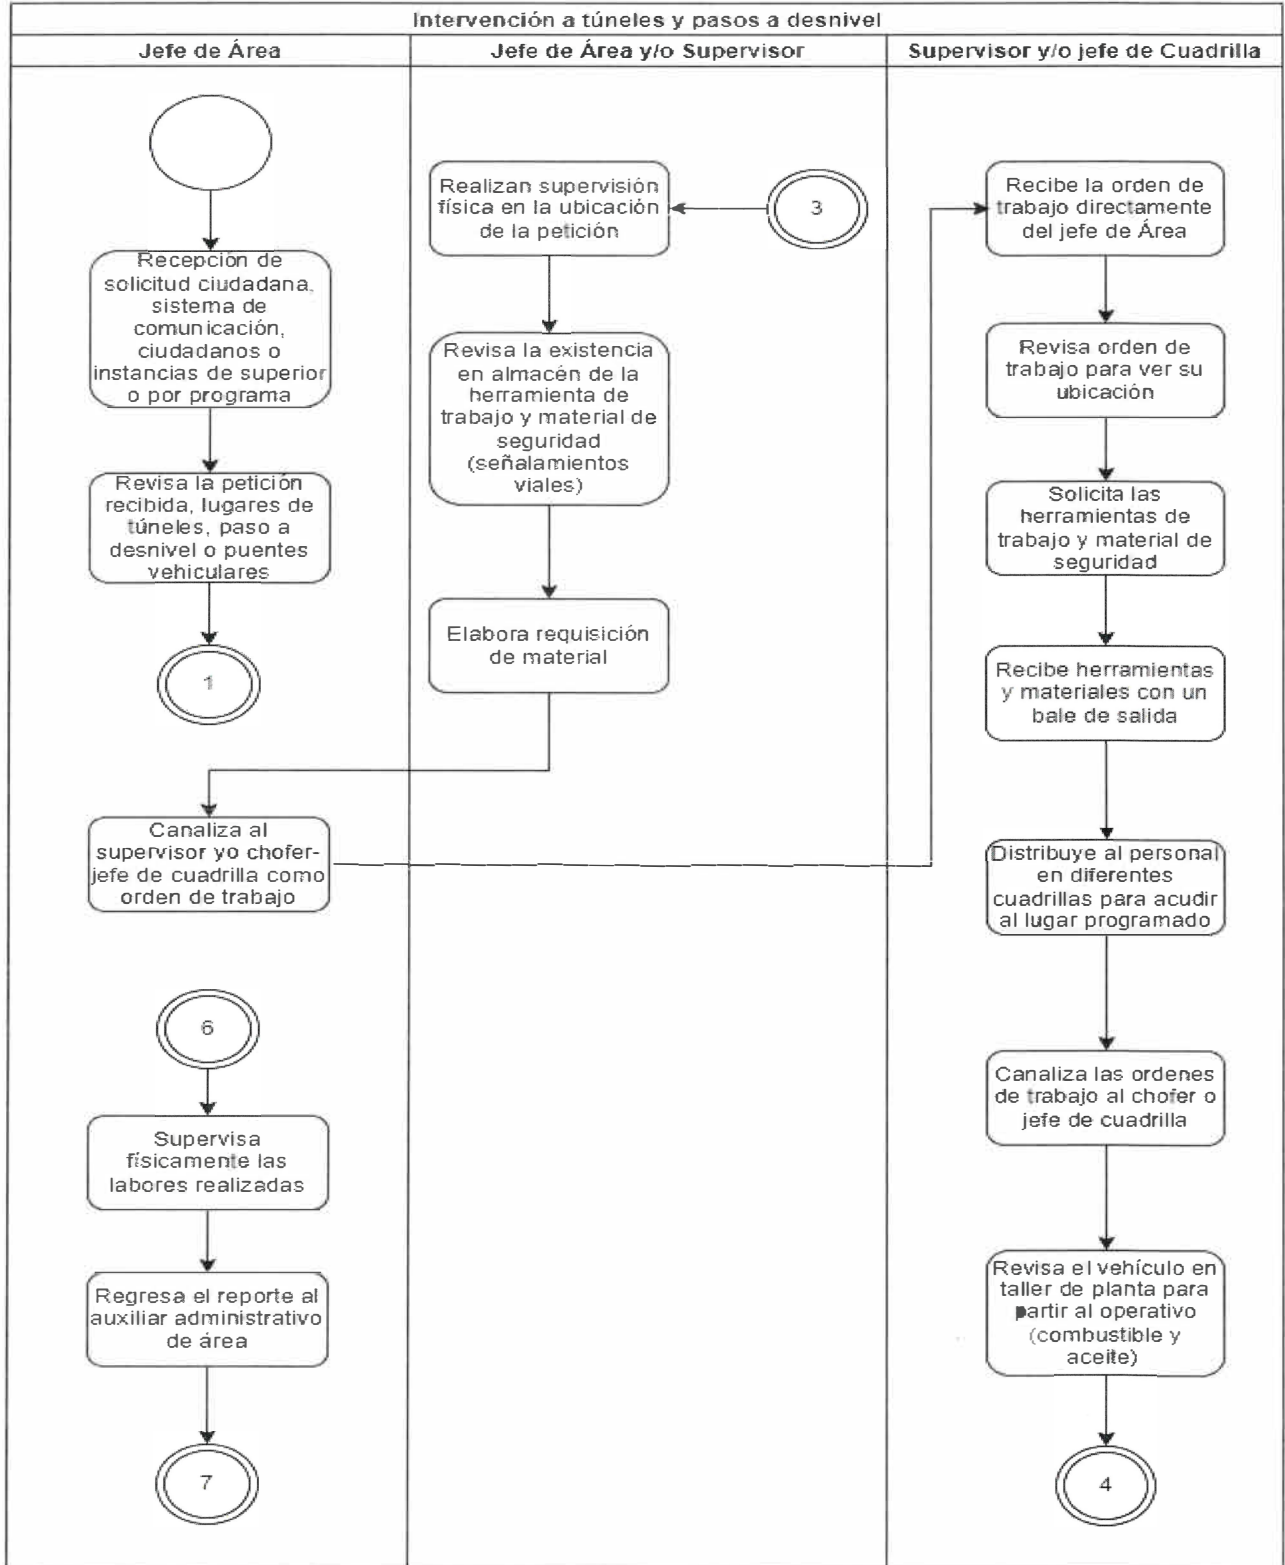 Intervención a túneles y pasos a desnivel
Jefe de Área
Jefe de Área y/o Supervisor
Supervisor y/o jefe de Cuadrilla
Recepción de
solicitud ciudadana,
sistema de
comunicación,
ciudadanos o
instancias de superior
o por programa
Revisa la petición
recibida, lugares de
túneles, paso a
desnivel o puentes
vehiculares
1
Canaliza al
supervisor yo chofer-
jefe de cuadrilla como
orden de trabajo
6
Supervisa
físicamente las
labores realizadas
Regresa el reporte al
auxiliar administrativo
de área
7
Realizan supervisión
física en la ubicación
de la petición
3
Revisa la existencia
en almacén de la
herramienta de
trabajo y material de
seguridad
(señalamientos
viales)
Elabora requisición
de material
Recibe la orden de
trabajo directamente
del jefe de Área
Revisa orden de
trabajo para ver su
ubicación
Solicita las
herramientas de
trabajo y material de
seguridad
Recibe herramientas
y materiales con un
bale de salida
Distribuye al personal
en diferentes
cuadrillas para acudir
al lugar programado
Canaliza las ordenes
de trabajo al chofer o
jefe de cuadrilla
Revisa el vehículo en
taller de planta para
partir al operativo
(combustible y
aceite)
4